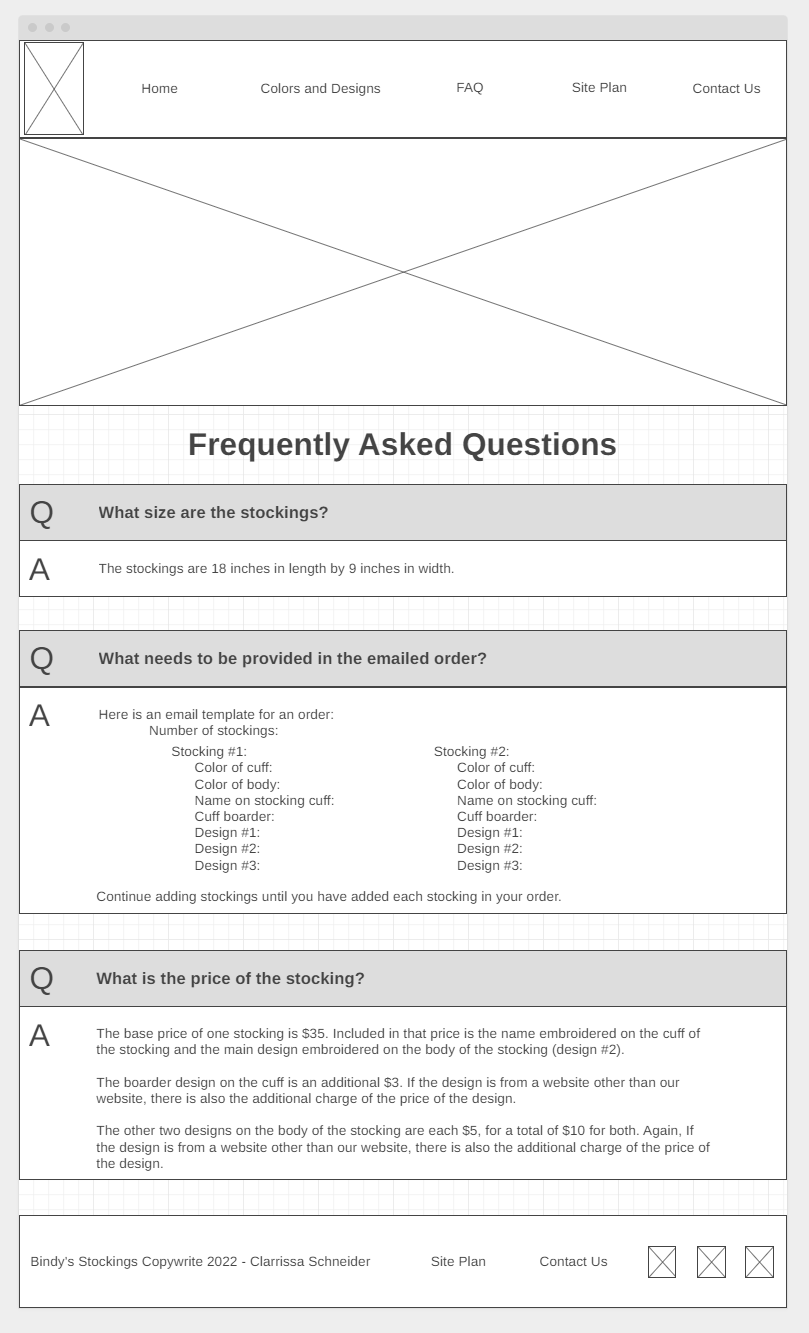 Home Colors and Designs FAQ Site Plan Contact Us
Frequently Asked Questions
Q What size are the stockings?
A The stockings are 18 inches in length by 9 inches in width.
Q What needs to be provided in the emailed order?
A Here is an email template for an order:
Number of stockings:
Stocking #1: Stocking #2:
Color of cuff: Color of cuff:
Color of body: Color of body:
Name on stocking cuff: Name on stocking cuff:
Cuff boarder: Cuff boarder:
Design #1: Design #1:
Design #2: Design #2:
Design #3: Design #3:
Continue adding stockings until you have added each stocking in your order.
Q What is the price of the stocking?
A The base price of one stocking is $35. Included in that price is the name embroidered on the cuff of
the stocking and the main design embroidered on the body of the stocking (design #2).
The boarder design on the cuff is an additional $3. If the design is from a website other than our
website, there is also the additional charge of the price of the design.
The other two designs on the body of the stocking are each $5, for a total of $10 for both. Again, If
the design is from a website other than our website, there is also the additional charge of the price of
the design.
Bindy's Stockings Copywrite 2022 - Clarrissa Schneider Site Plan Contact Us